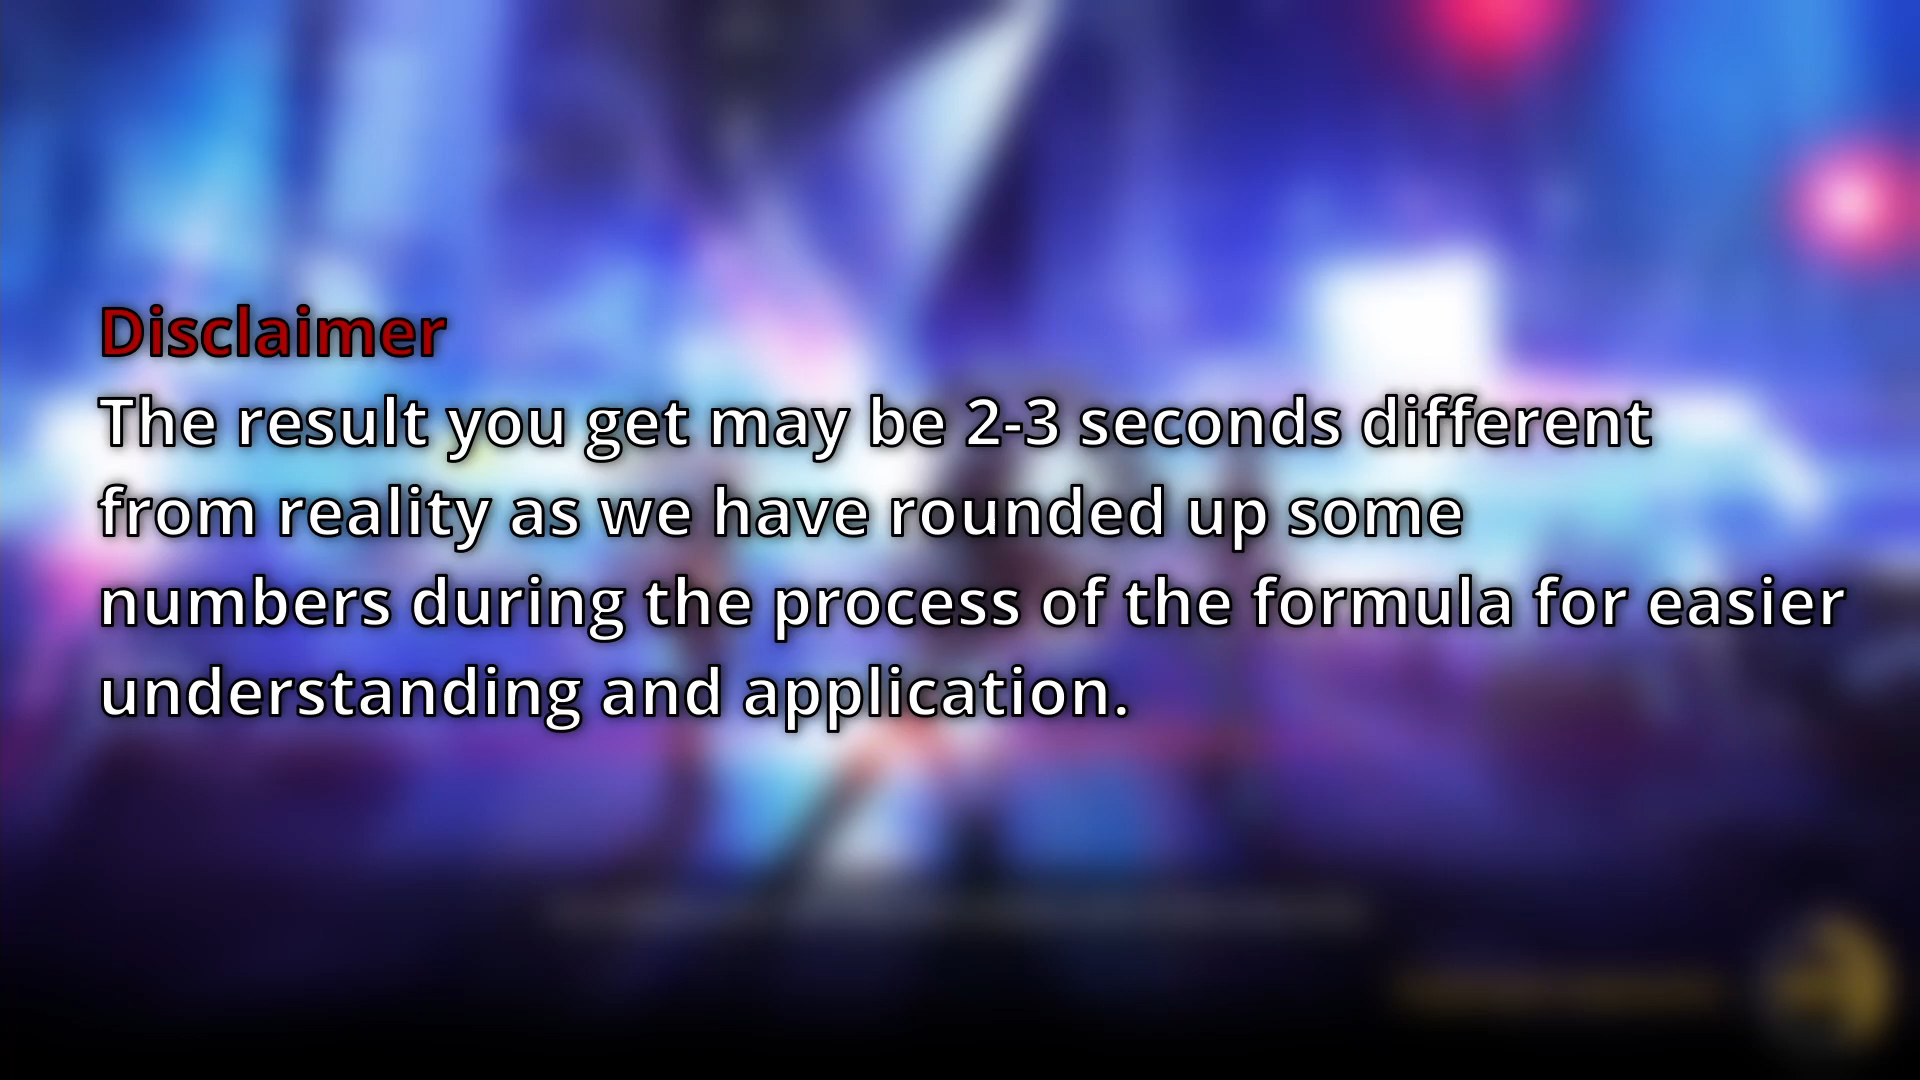 Disclaimer
The result you get may be 2-3 seconds different
from reality as we have rounded up some
numbers during the process of the formula for easier
understanding and application.